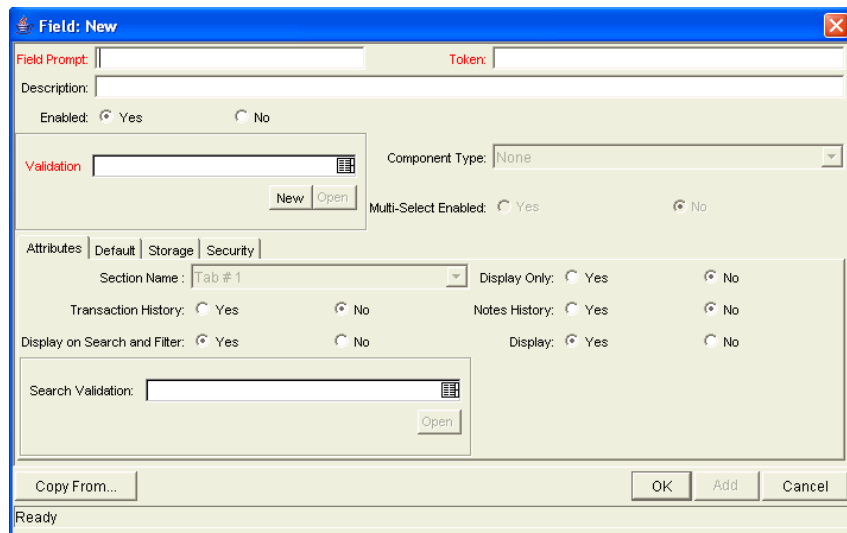 Field: New
Field Prompt: Token:
Description:
Enabled: Yes No
Validation Component Type: None
New Open Multi-Select Enabled: Yes No
Attributes Default Storage Security
Section Name : Tab # 1 Display Only: Yes No
Transaction History: Yes No Notes History: Yes No
Display on Search and Filter: Yes No Display: Yes No
Search Validation:
Open
Copy From... OK Add Cancel
Ready